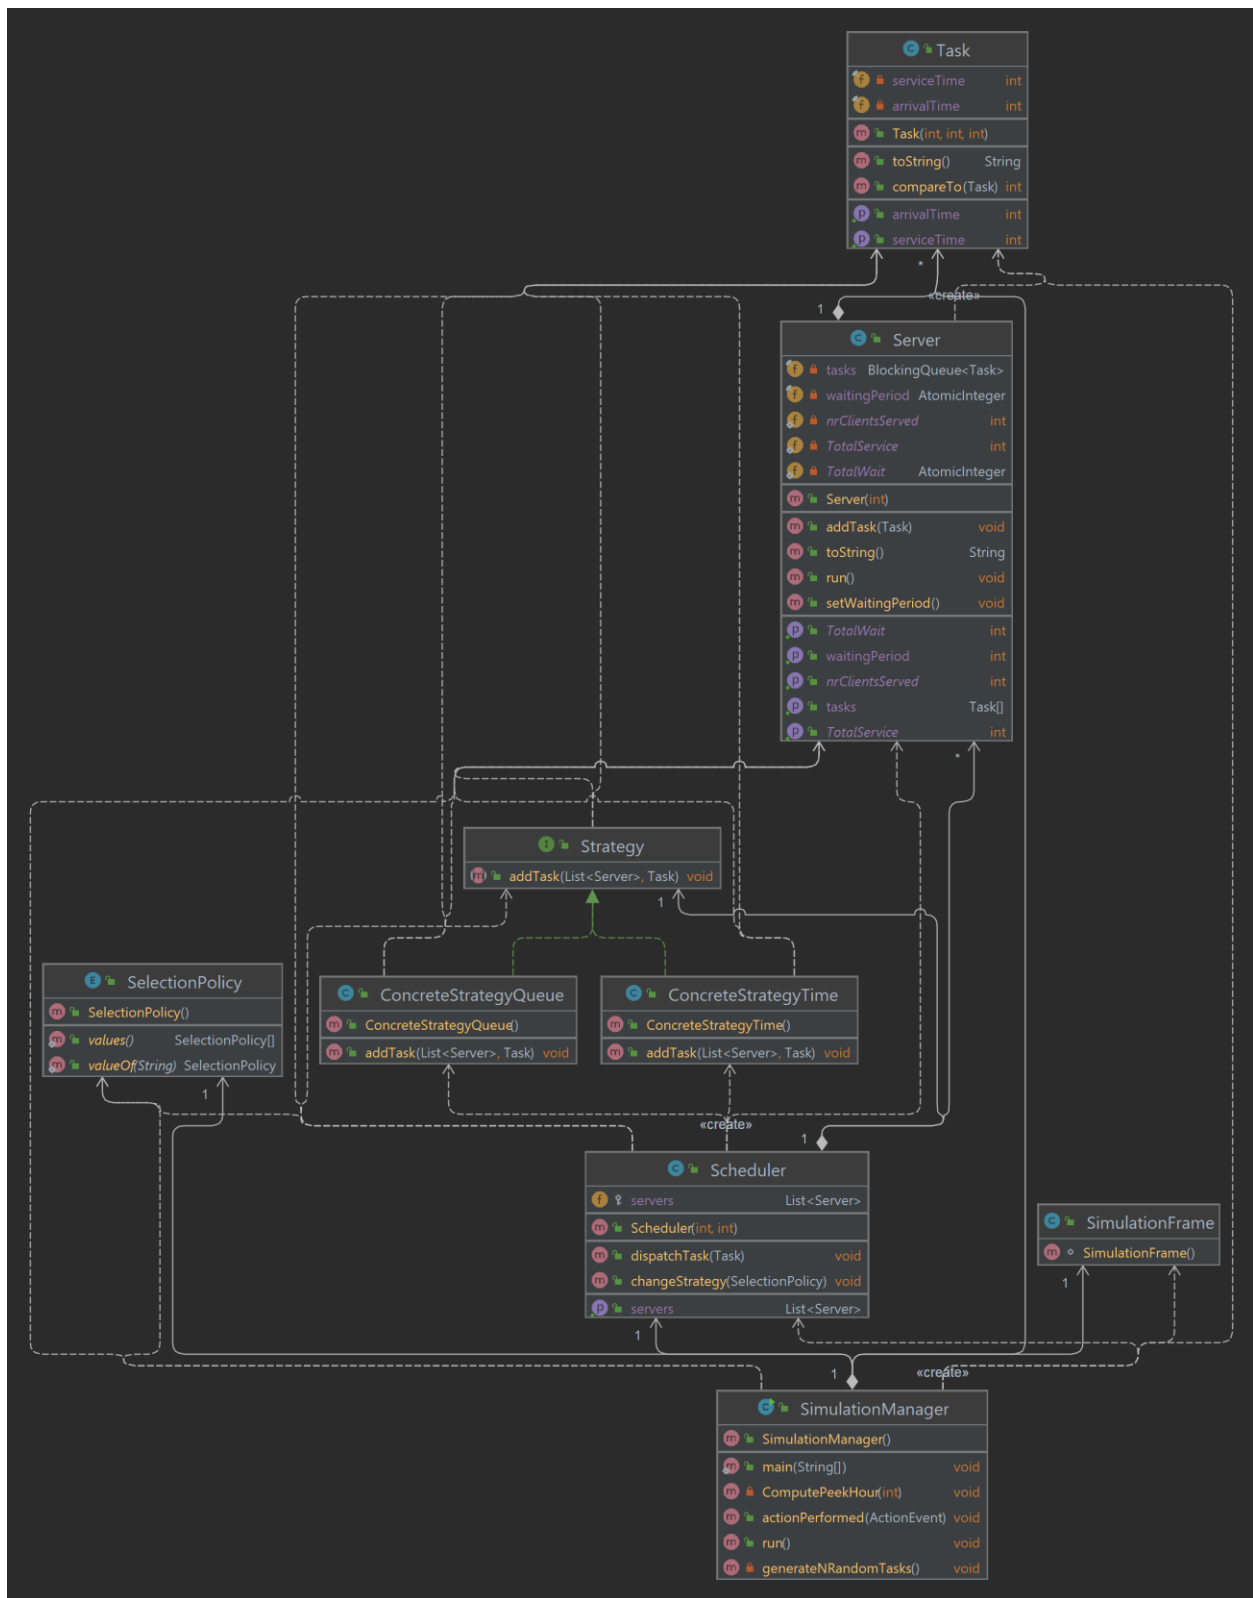 Task
serviceTime int
arrivalTime int
Task(int, int, int)
toString() String
compareTo(Task) int
arrivalTime int
serviceTime int
*
«create»
1
Server
tasks BlockingQueue<Task>
waitingPeriod AtomicInteger
nrClientsServed int
TotalService int
TotalWait AtomicInteger
Server(int)
addTask(Task) void
toString() String
run() void
setWaitingPeriod() void
TotalWait int
waitingPeriod int
nrClientsServed int
tasks Task[]
TotalService int
*
Strategy
addTask(List<Server>, Task) void
1
SelectionPolicy
SelectionPolicy()
values() SelectionPolicy[]
valueOf(String) SelectionPolicy
1
ConcreteStrategyQueue
ConcreteStrategyQueue()
addTask(List<Server>, Task) void
ConcreteStrategyTime
ConcreteStrategyTime()
addTask(List<Server>, Task) void
«create»
1
Scheduler
servers List<Server>
Scheduler(int, int)
dispatchTask(Task) void
changeStrategy(SelectionPolicy) void
servers List<Server>
1
SimulationFrame
SimulationFrame()
1
1
«create»
SimulationManager
SimulationManager()
main(String[]) void
ComputePeekHour(int) void
actionPerformed(ActionEvent) void
run() void
generateNRandomTasks() void